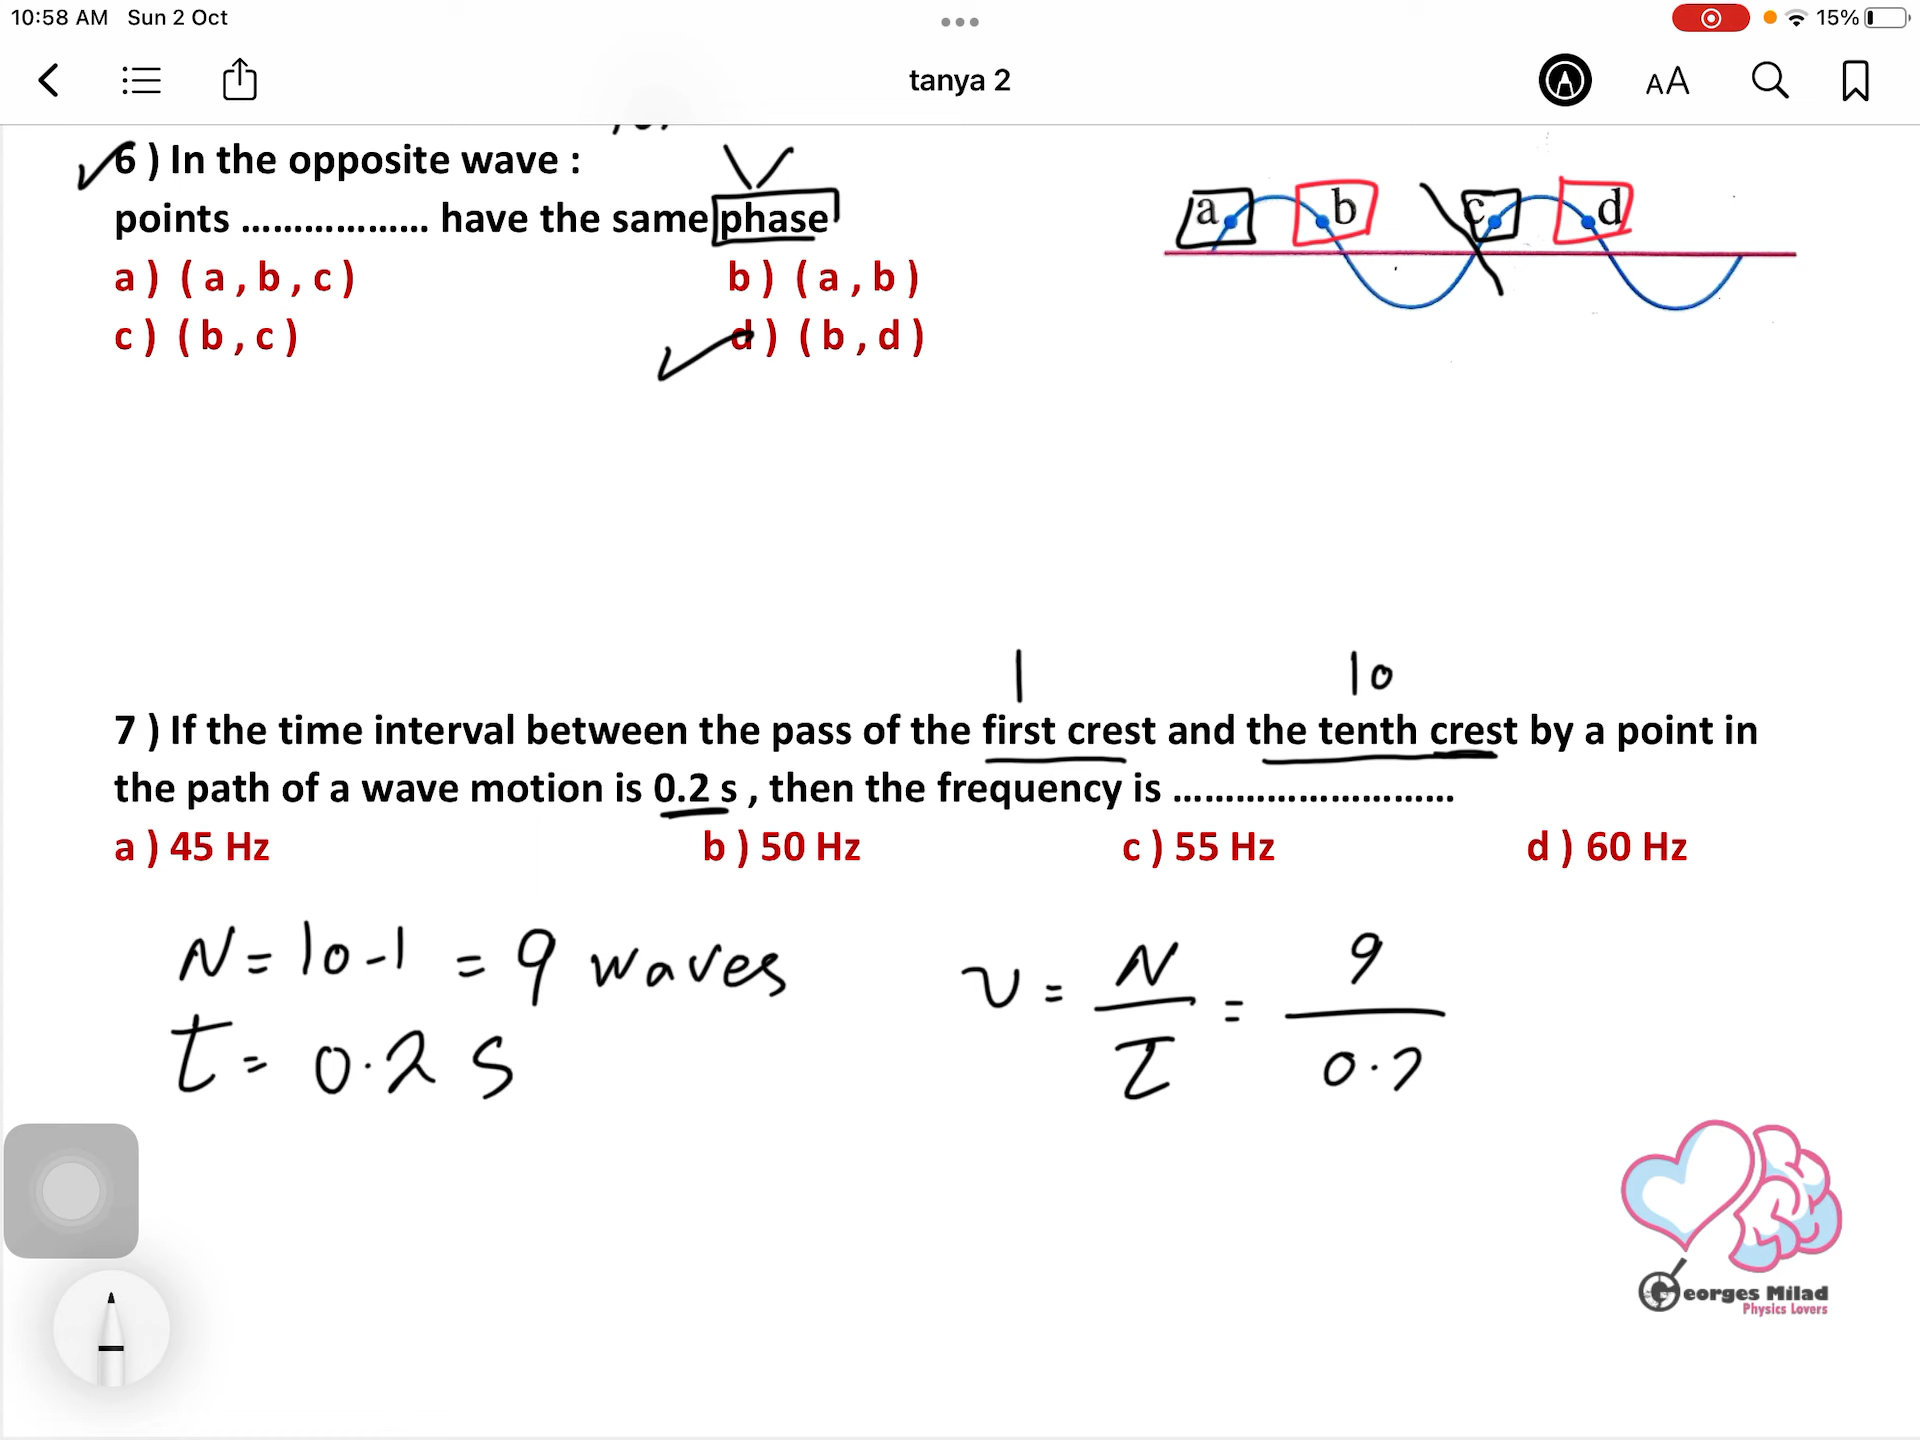 10:58 AM Sun 2 Oct
15%
tanya 2
AA
6 ) In the opposite wave :
points .................. have the same phase
a ) ( a , b , c )
b ) ( a , b )
c ) ( b , c )
d ) ( b , d )
a b c d
1 10
7 ) If the time interval between the pass of the first crest and the tenth crest by a point in
the path of a wave motion is 0.2 s , then the frequency is ...........................
a ) 45 Hz b ) 50 Hz c ) 55 Hz d ) 60 Hz
N = 10-1 = 9 waves
t = 0.2 s
ν = N/t = 9/0.2
Georges Milad
Physics Lovers